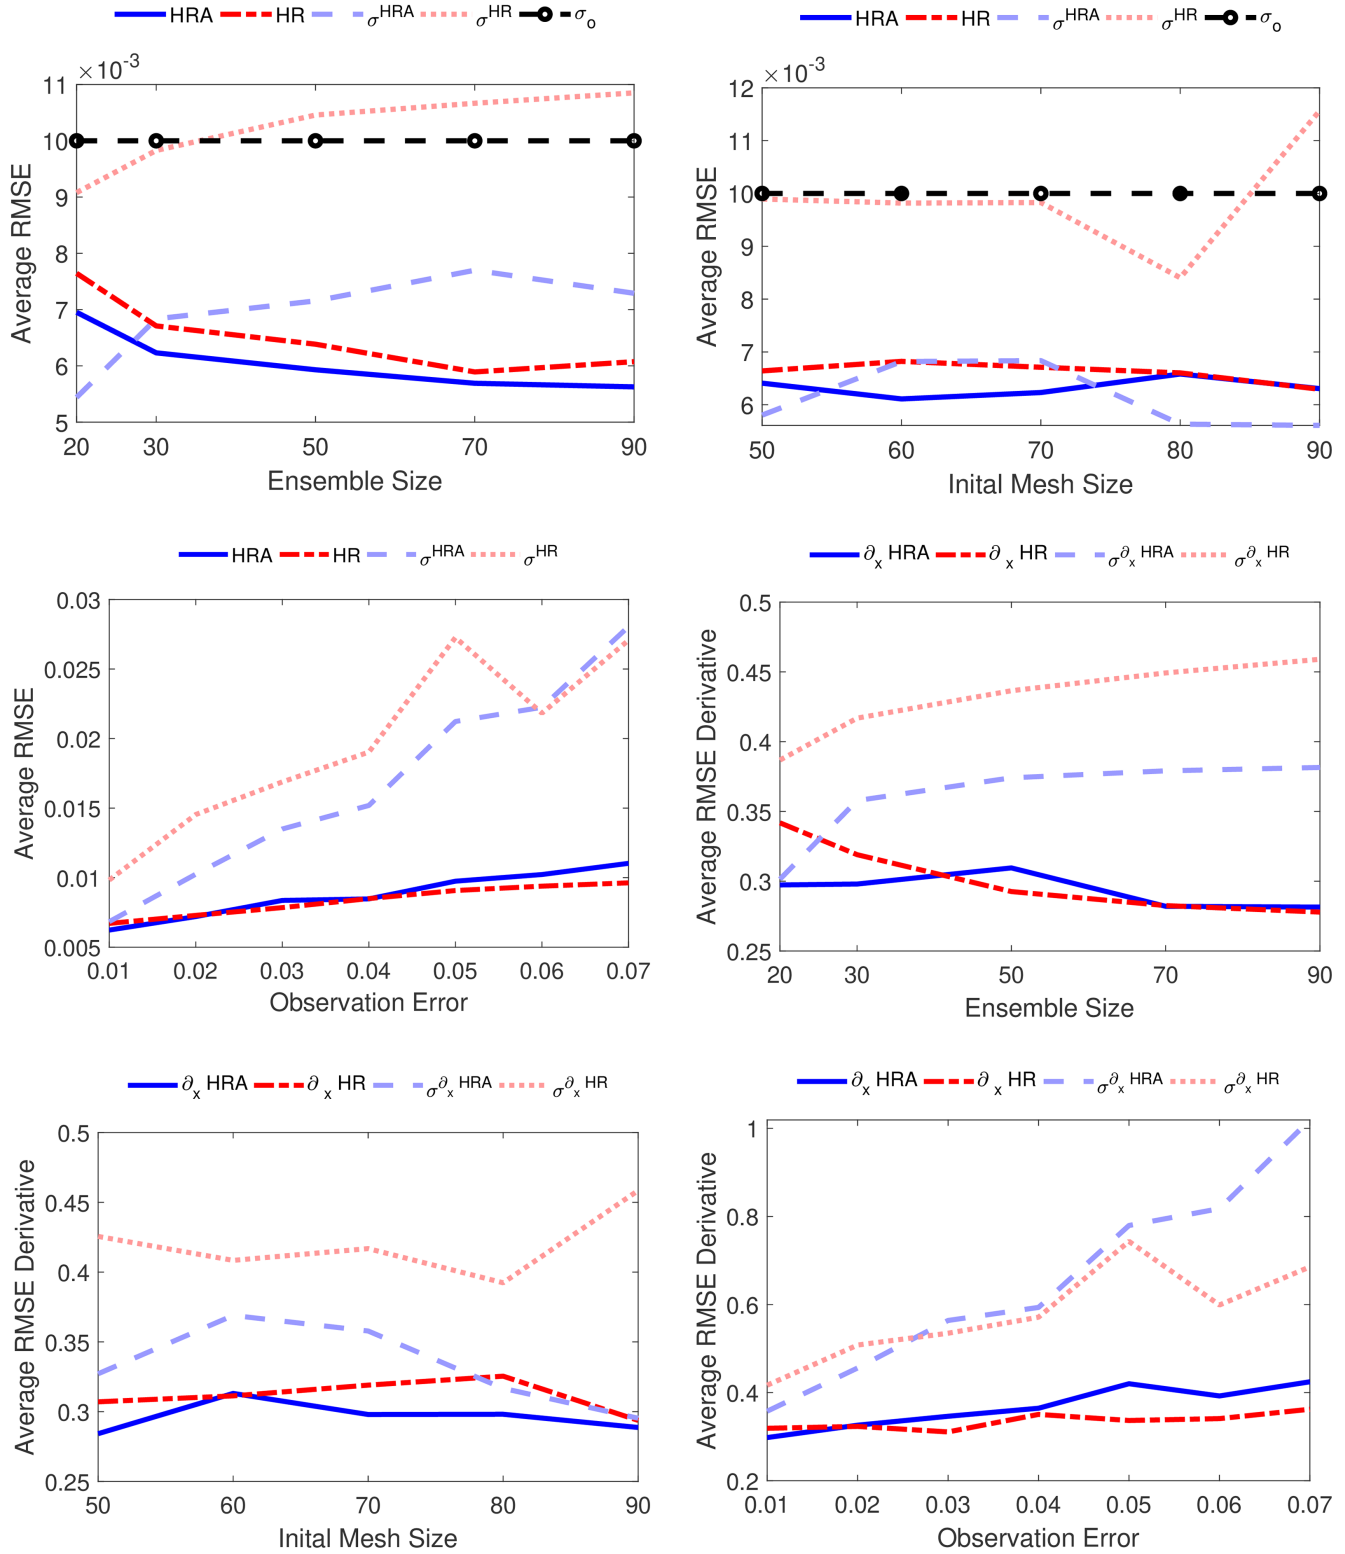 HRA HR σ^HRA σ^HR σ_o
×10^-3
11
10
9
8
7
6
5
Average RMSE
20 30 50 70 90
Ensemble Size
HRA HR σ^HRA σ^HR σ_o
×10^-3
12
11
10
9
8
7
6
Average RMSE
50 60 70 80 90
Inital Mesh Size
HRA HR σ^HRA σ^HR
0.03
0.025
0.02
0.015
0.01
0.005
Average RMSE
0.01 0.02 0.03 0.04 0.05 0.06 0.07
Observation Error
∂_x HRA ∂_x HR σ^∂_x HRA σ^∂_x HR
0.5
0.45
0.4
0.35
0.3
0.25
Average RMSE Derivative
20 30 50 70 90
Ensemble Size
∂_x HRA ∂_x HR σ^∂_x HRA σ^∂_x HR
0.5
0.45
0.4
0.35
0.3
0.25
Average RMSE Derivative
50 60 70 80 90
Inital Mesh Size
∂_x HRA ∂_x HR σ^∂_x HRA σ^∂_x HR
1
0.8
0.6
0.4
0.2
Average RMSE Derivative
0.01 0.02 0.03 0.04 0.05 0.06 0.07
Observation Error